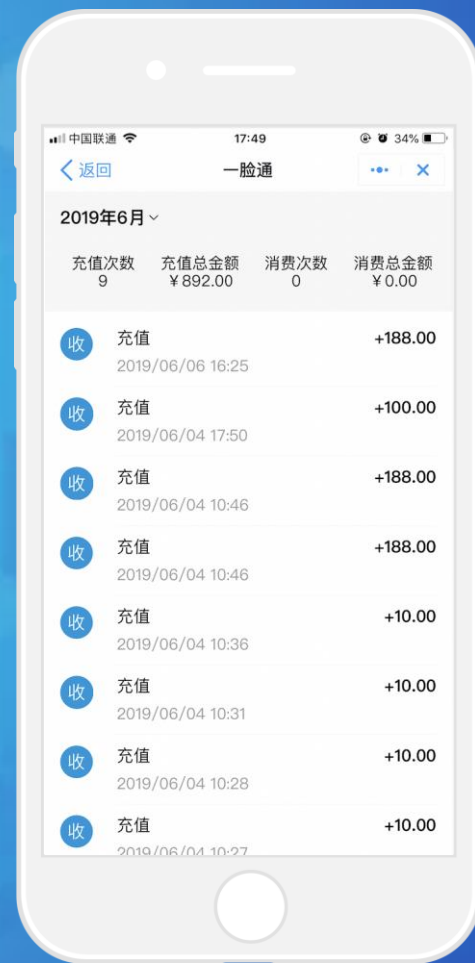 中国联通 17:49 34%
返回 一脸通
2019年6月
充值次数 充值总金额 消费次数 消费总金额
9 ¥892.00 0 ¥0.00
收 充值 +188.00
2019/06/06 16:25
收 充值 +100.00
2019/06/04 17:50
收 充值 +188.00
2019/06/04 10:46
收 充值 +188.00
2019/06/04 10:46
收 充值 +10.00
2019/06/04 10:36
收 充值 +10.00
2019/06/04 10:31
收 充值 +10.00
2019/06/04 10:28
收 充值 +10.00
2019/06/04 10:27